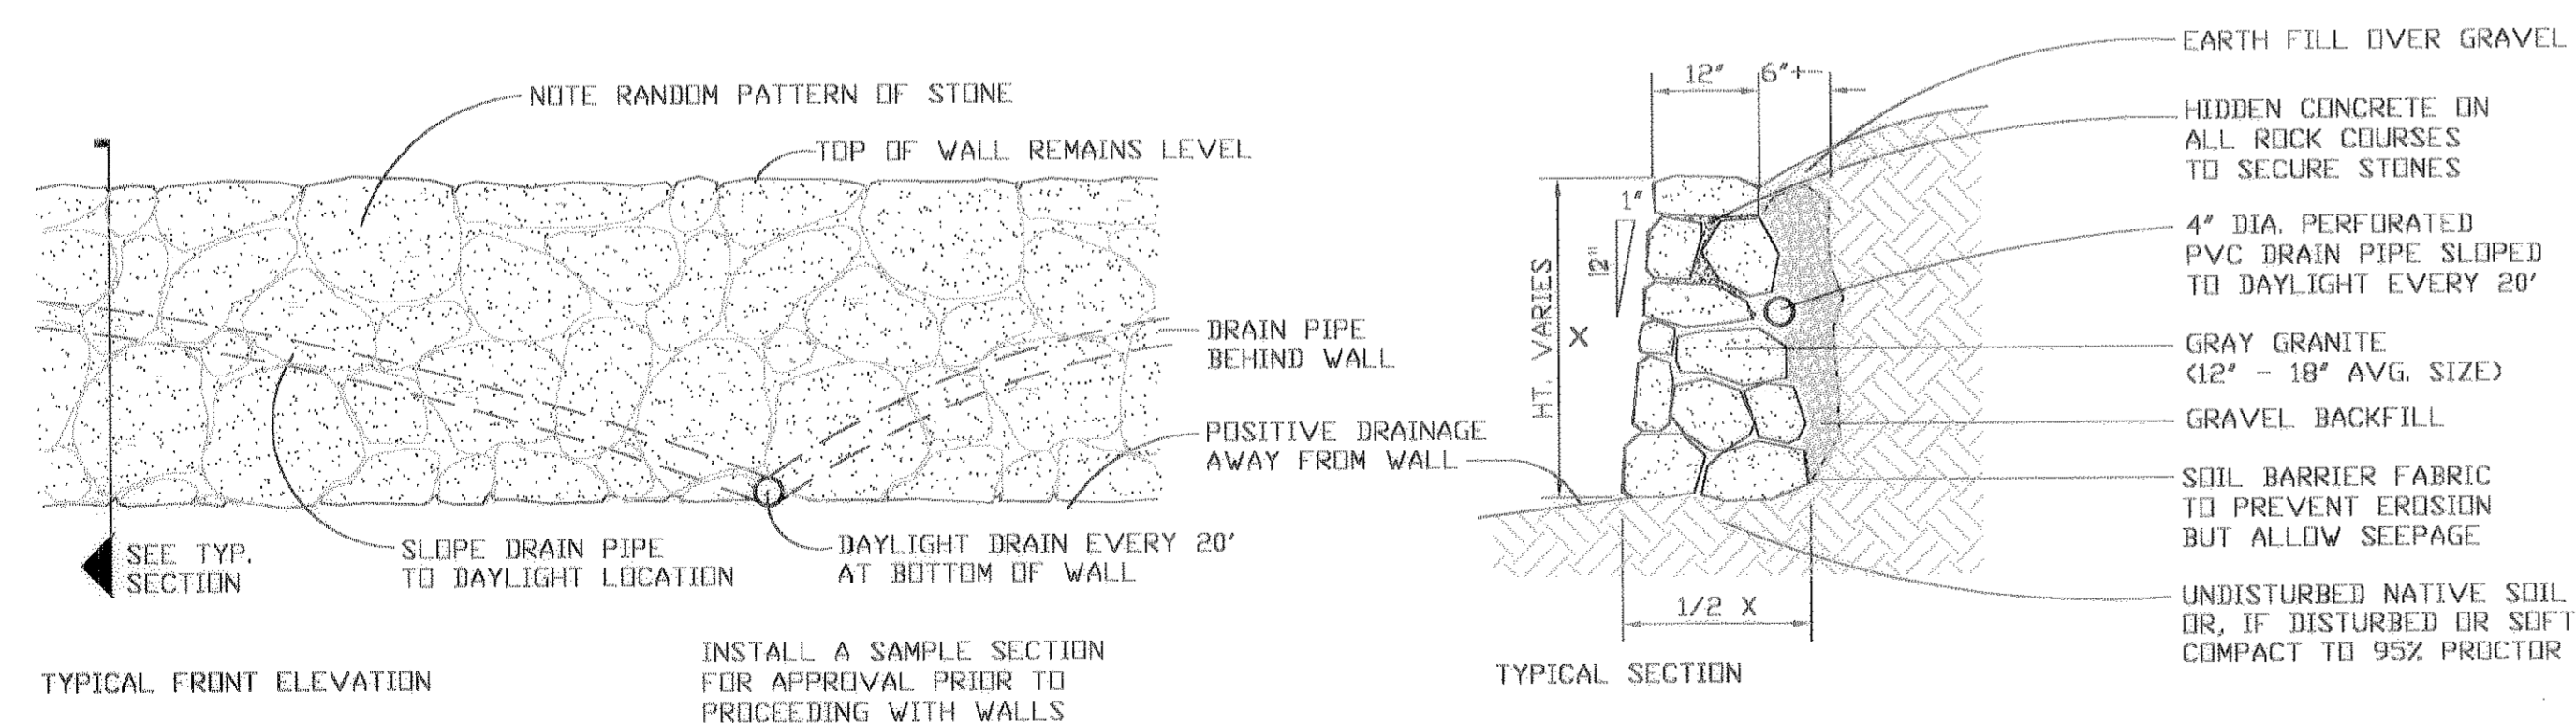 NOTE RANDOM PATTERN OF STONE
TOP OF WALL REMAINS LEVEL
DRAIN PIPE
BEHIND WALL
POSITIVE DRAINAGE
AWAY FROM WALL
SEE TYP.
SECTION
SLOPE DRAIN PIPE
TO DAYLIGHT LOCATION
DAYLIGHT DRAIN EVERY 20'
AT BOTTOM OF WALL
TYPICAL FRONT ELEVATION
INSTALL A SAMPLE SECTION
FOR APPROVAL PRIOR TO
PROCEEDING WITH WALLS
12"
6"+
1"
12"
HT. VARIES
X
1/2 X
TYPICAL SECTION
EARTH FILL OVER GRAVEL
HIDDEN CONCRETE ON
ALL ROCK COURSES
TO SECURE STONES
4" DIA. PERFORATED
PVC DRAIN PIPE SLOPED
TO DAYLIGHT EVERY 20'
GRAY GRANITE
(12" - 18" AVG. SIZE)
GRAVEL BACKFILL
SOIL BARRIER FABRIC
TO PREVENT EROSION
BUT ALLOW SEEPAGE
UNDISTURBED NATIVE SOIL
OR, IF DISTURBED OR SOFT
COMPACT TO 95% PROCTOR